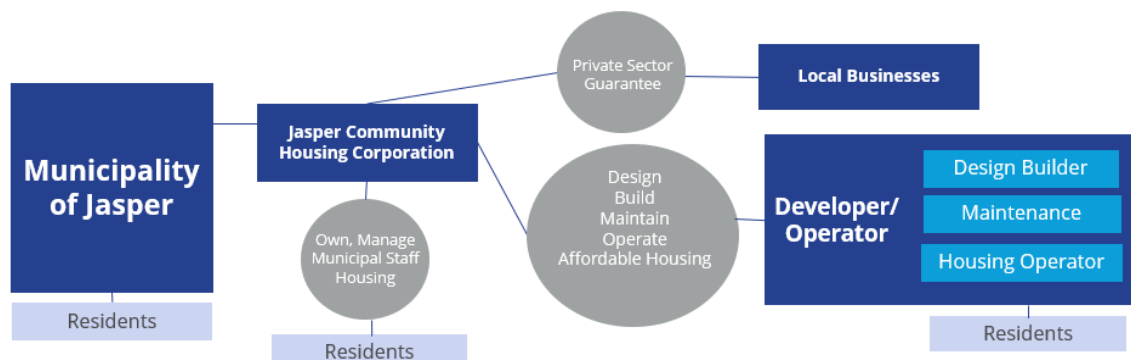 Municipality
of Jasper
Residents
Jasper Community
Housing Corporation
Own, Manage
Municipal Staff
Housing
Residents
Private Sector
Guarantee
Local Businesses
Design
Build
Maintain
Operate
Affordable Housing
Developer/
Operator
Design Builder
Maintenance
Housing Operator
Residents